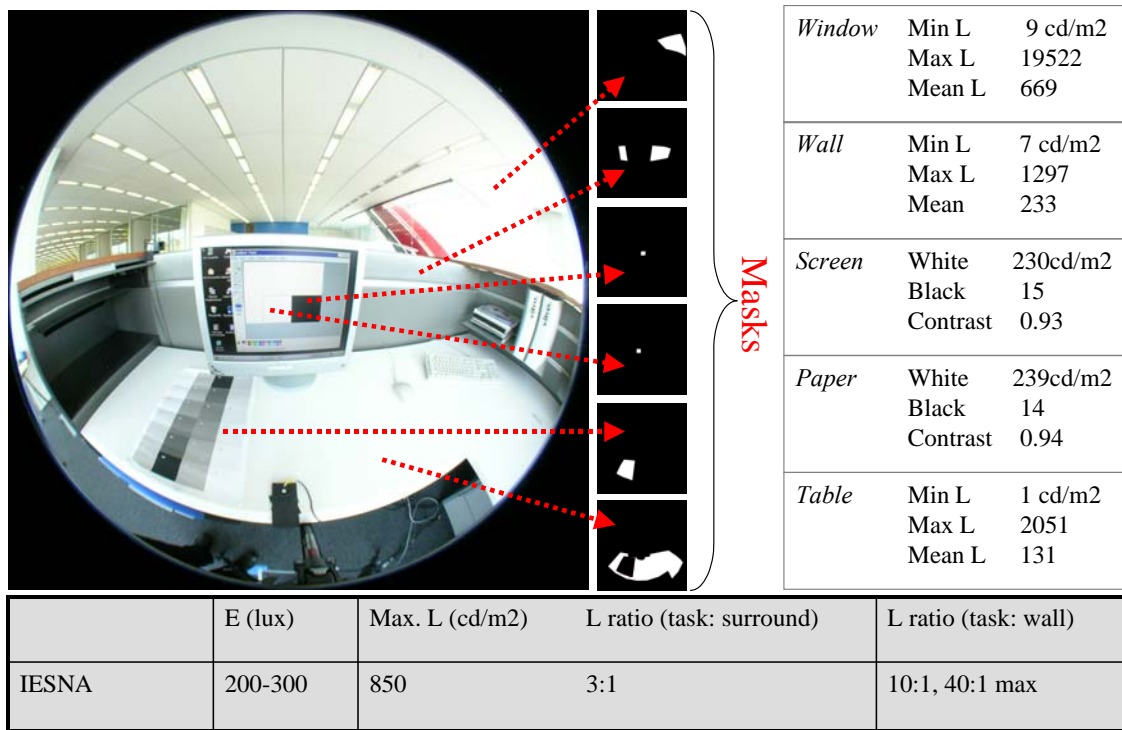 Masks
Window Min L 9 cd/m2
Max L 19522
Mean L 669
Wall Min L 7 cd/m2
Max L 1297
Mean 233
Screen White 230cd/m2
Black 15
Contrast 0.93
Paper White 239cd/m2
Black 14
Contrast 0.94
Table Min L 1 cd/m2
Max L 2051
Mean L 131
E (lux) Max. L (cd/m2) L ratio (task: surround) L ratio (task: wall)
IESNA 200-300 850 3:1 10:1, 40:1 max